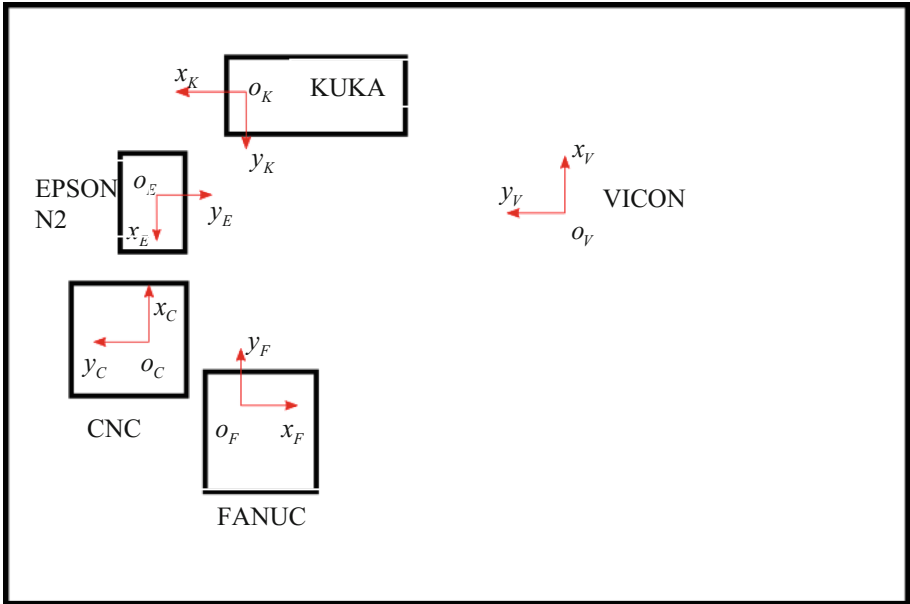 x_K
o_K
KUKA
y_K
EPSON
N2
o_E
y_E
x_E
x_V
y_V
VICON
o_V
x_C
y_C
o_C
CNC
y_F
o_F
x_F
FANUC